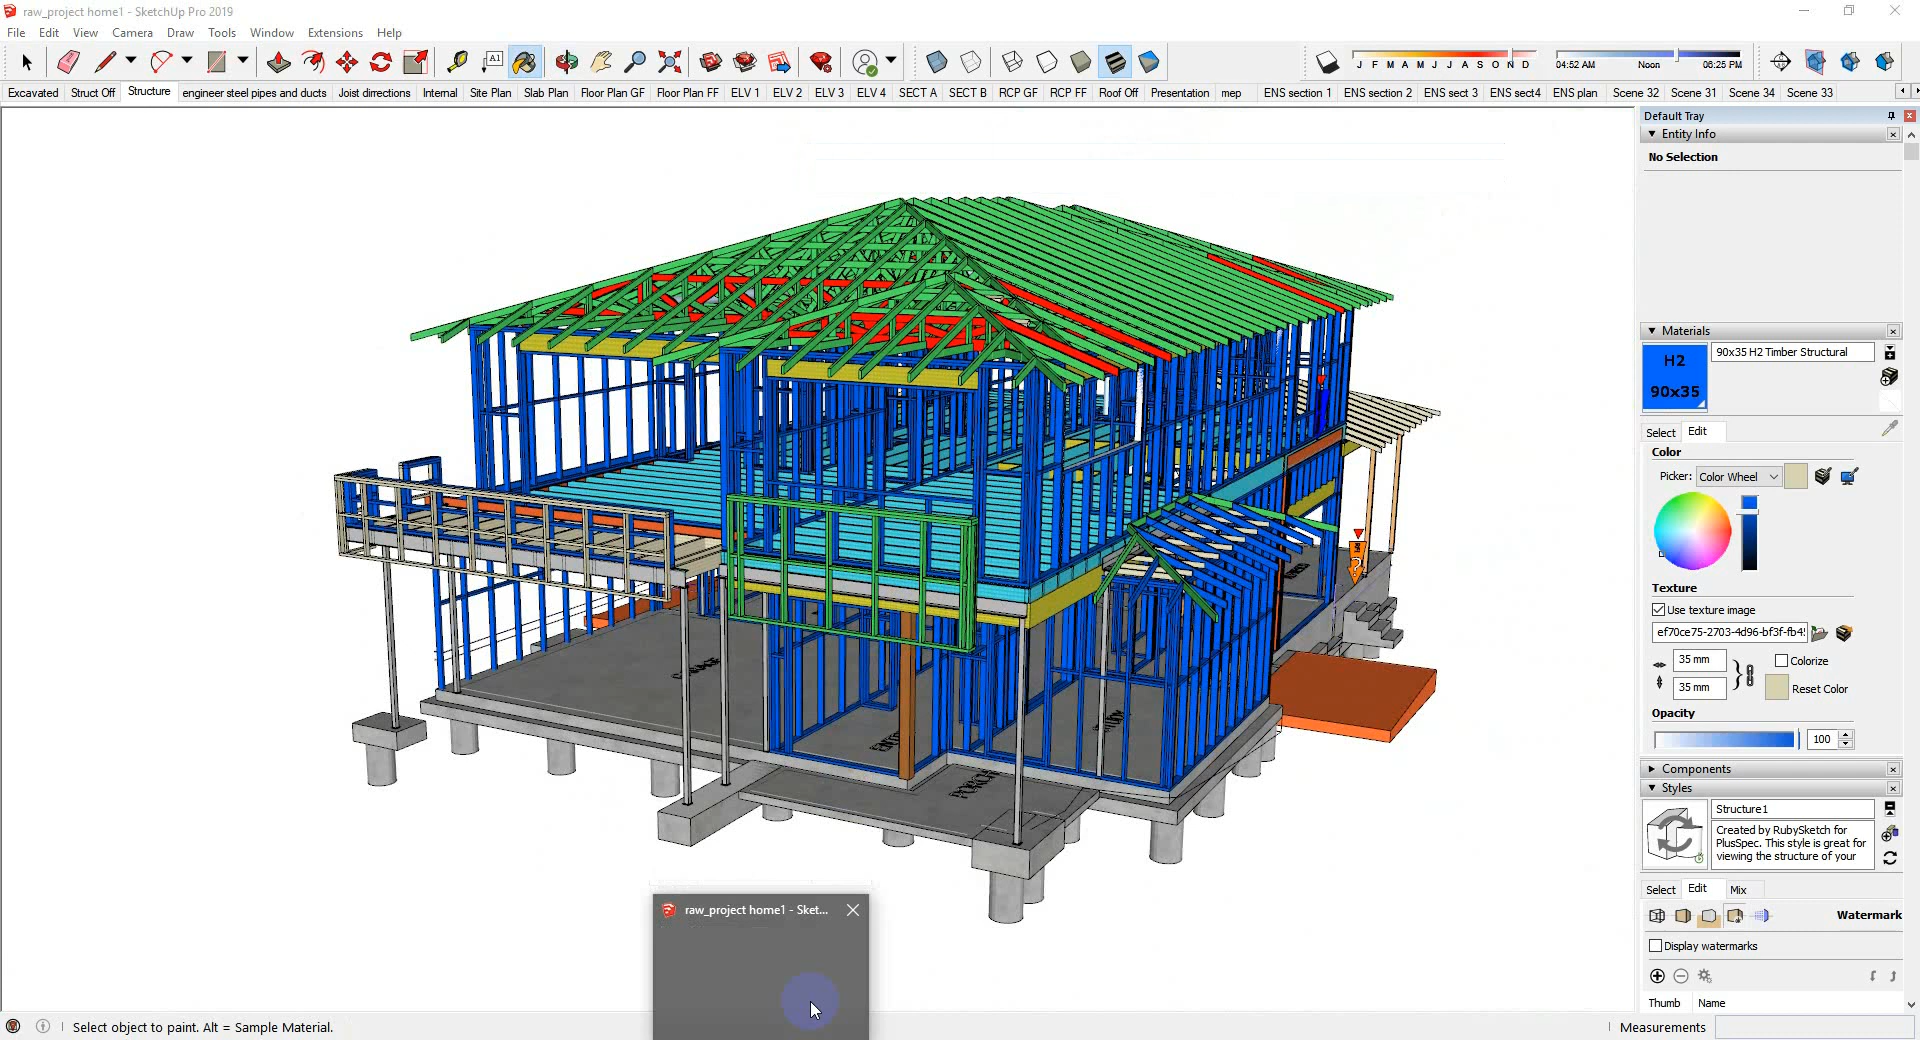 raw_project home1 - SketchUp Pro 2019
File Edit View Camera Draw Tools Window Extensions Help
A1
J F M A M J J A S O N D
04:52 AM Noon 06:25 PM
Excavated Struct Off Structure engineer steel pipes and ducts Joist directions Internal Site Plan Slab Plan Floor Plan GF Floor Plan FF ELV 1 ELV 2 ELV 3 ELV 4 SECT A SECT B RCP GF RCP FF Roof Off Presentation mep ENS section 1 ENS section 2 ENS sect 3 ENS sect4 ENS plan Scene 32 Scene 31 Scene 34 Scene 33
Default Tray
Entity Info
No Selection
Materials
H2
90x35
90x35 H2 Timber Structural
Select Edit
Color
Picker: Color Wheel
Texture
Use texture image
ef70ce75-2703-4d96-bf3f-fb4
35 mm
Colorize
35 mm
Reset Color
Opacity
100
Components
Styles
Structure1
Created by RubySketch for
PlusSpec. This style is great for
viewing the structure of your
Select Edit Mix
Watermark
Display watermarks
Thumb Name
PORCH
raw_project home1 - Sket...
Select object to paint. Alt = Sample Material.
Measurements